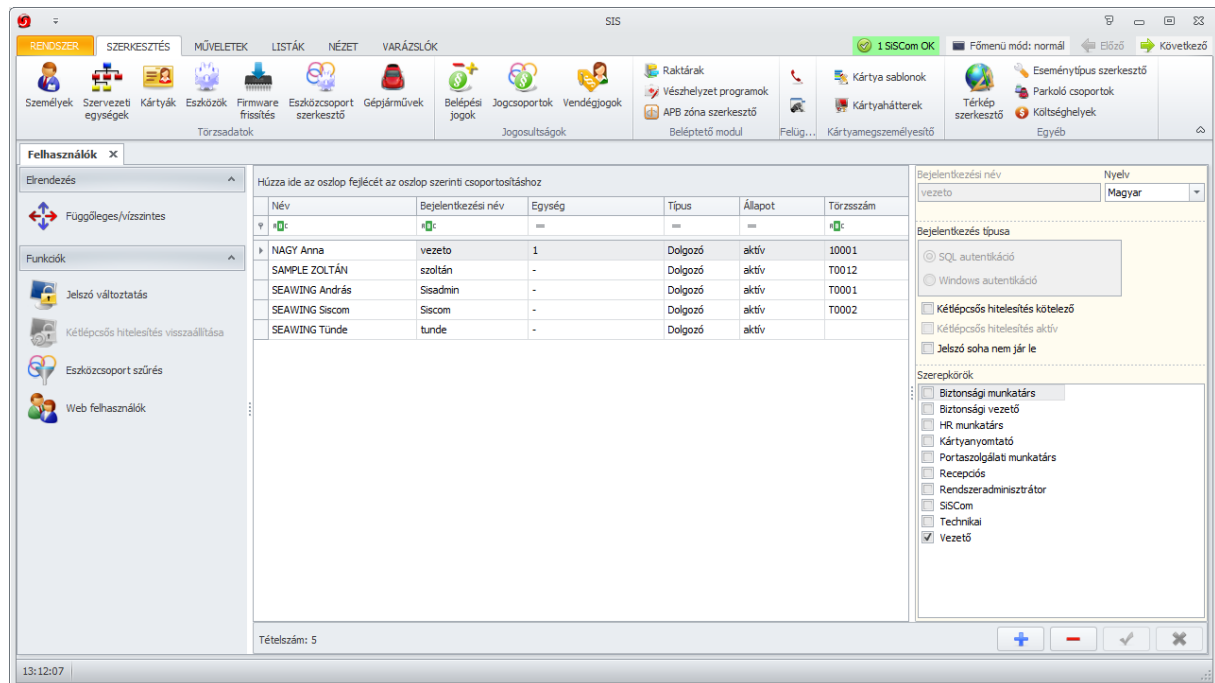 SIS
RENDSZER SZERKESZTÉS MŰVELETEK LISTÁK NÉZET VARÁZSLÓK 1 SiSCom OK Főmenü mód: normál Előző Következő
Személyek Szervezeti egységek Kártyák Eszközök Firmware frissítés Eszközcsoport szerkesztő Gépjárművek
Törzsadatok
Belépési jogok Jogcsoportok Vendégjogok
Jogosultságok
Raktárak
Vészhelyzet programok
APB zóna szerkesztő
Beléptető modul
Felüg...
Kártya sablonok
Kártyahátterek
Kártyamegszemélyesítő
Térkép szerkesztő
Eseménytípus szerkesztő
Parkoló csoportok
Költséghelyek
Egyéb
Felhasználók
Elrendezés
Függőleges/vízszintes
Funkciók
Jelszó változtatás
Kétlépcsős hitelesítés visszaállítása
Eszközcsoport szűrés
Web felhasználók
Húzza ide az oszlop fejlécét az oszlop szerinti csoportosításhoz
Név Bejelentkezési név Egység Típus Állapot Törzsszám
NAGY Anna vezeto 1 Dolgozó aktív 10001
SAMPLE ZOLTÁN szoltán - Dolgozó aktív T0012
SEAWING András Sisadmin - Dolgozó aktív T0001
SEAWING Siscom Siscom - Dolgozó aktív T0002
SEAWING Tünde tunde - Dolgozó aktív
Tételszám: 5
Bejelentkezési név Nyelv
vezeto Magyar
Bejelentkezés típusa
SQL autentikáció
Windows autentikáció
Kétlépcsős hitelesítés kötelező
Kétlépcsős hitelesítés aktív
Jelszó soha nem jár le
Szerepkörök
Biztonsági munkatárs
Biztonsági vezető
HR munkatárs
Kártyanyomtató
Portaszolgálati munkatárs
Recepciós
Rendszeradminisztrátor
SiSCom
Technikai
Vezető
13:12:07